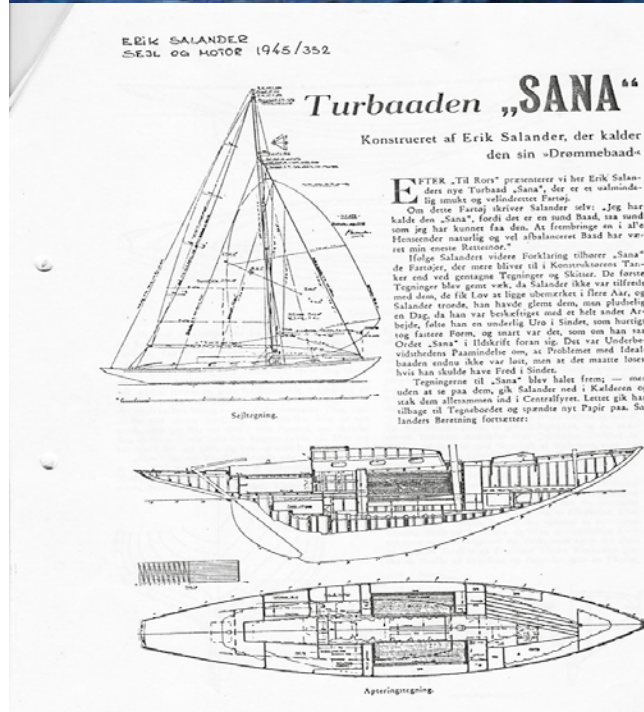 ERIK SALANDER
SEJL OG MOTOR 1945/352
Turbaaden „SANA“
Konstrueret af Erik Salander, der kalder
den sin »Drømmebaad«
EFTER „Til Rors“ præsenterer vi her Erik Salan-
ders nye Turbaad „Sana“, der er et ualminde-
lig smukt og velindrettet Fartøj.
Om dette Fartøj skriver Salander selv: „Jeg har
kaldt den „Sana“, fordi det er en sund Baad, saa sund
som jeg har kunnet faa den. At frembringe en i al'e
Henseender naturlig og vel afbalanceret Baad har væ-
ret min eneste Rettesnor.“
Ifølge Salanders videre Forklaring tilhører „Sana“
de Fartøjer, der mere bliver til i Konstruktørens Tan-
ker end ved gentagne Tegninger og Skitser. De første
Tegninger blev gemt væk, da Salander ikke var tilfreds
med dem, de fik Lov at ligge ubemærket i flere Aar, og
Salander troede, han havde glemt dem, men pludselig
en Dag, da han var beskæftiget med et helt andet Ar-
bejde, følte han en underlig Uro i Sindet, som hurtigt
tog fastere Form, og snart var det, som om han saa
Ordet „Sana“ i Ildskrift foran sig. Det var Underbe-
vidsthedens Paamindelse om, at Problemet med Ideal-
baaden endnu ikke var løst, men at det maatte løses
hvis han skulde have Fred i Sindet.
Tegningerne til „Sana“ blev halet frem; — men
uden at se paa dem, gik Salander ned i Kælderen og
stak dem allesammen ind i Centralfyret. Lettet gik han
tilbage til Tegnebordet og spændte nyt Papir paa. Sa-
landers Beretning fortsætter:
Sejltegning.
Apteringstegning.